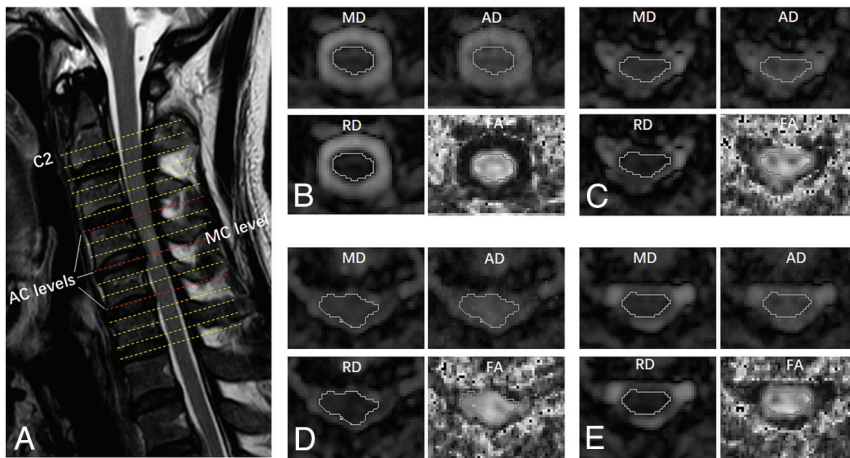 C2
MC level
AC levels
A
MD AD
RD FA
B
MD AD
RD FA
C
MD AD
RD FA
D
MD AD
RD FA
E